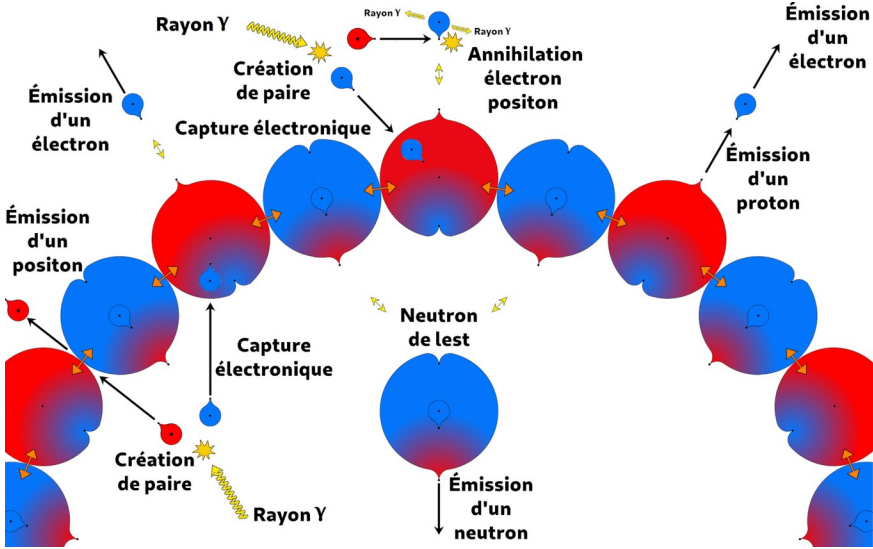 Rayon γ
Rayon γ
Rayon γ
Création
de paire
Annihilation
électron
positon
Émission
d'un
électron
Émission
d'un
électron
Capture électronique
Émission
d'un
proton
Émission
d'un
positon
Neutron
de lest
Capture
électronique
Création
de paire
Rayon γ
Émission
d'un
neutron